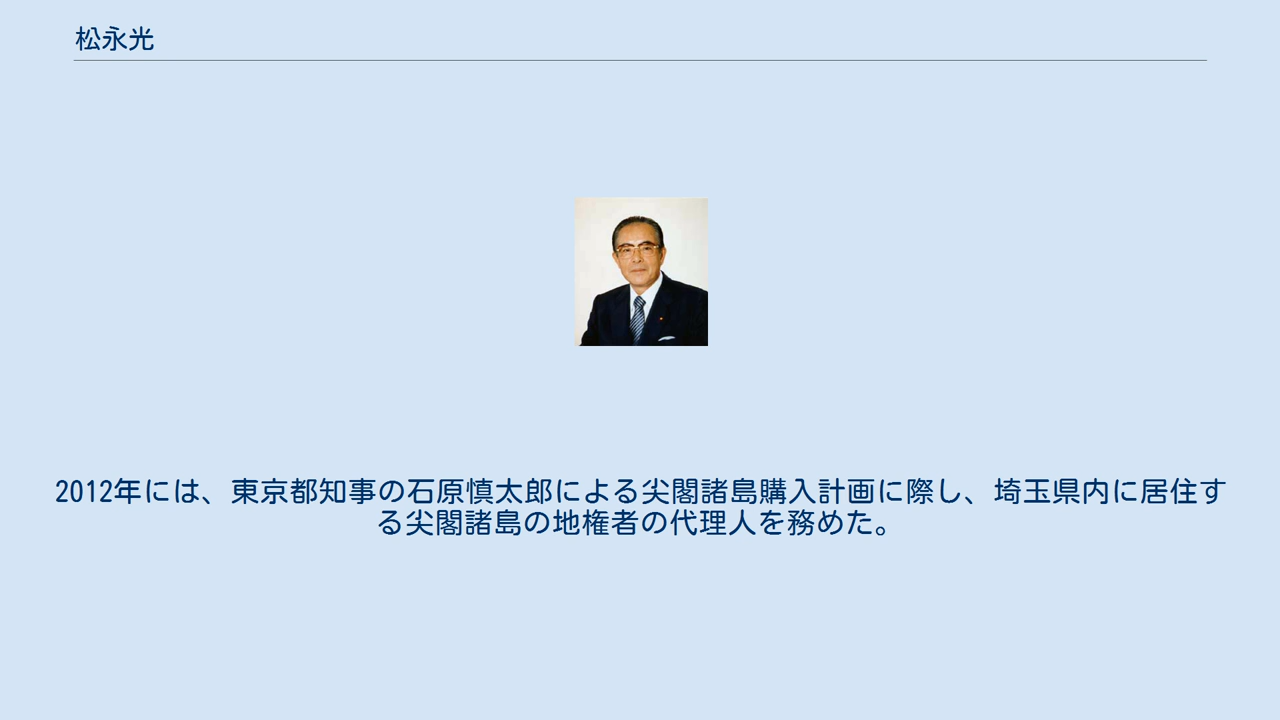 松永光
2012年には、東京都知事の石原慎太郎による尖閣諸島購入計画に際し、埼玉県内に居住す
る尖閣諸島の地権者の代理人を務めた。